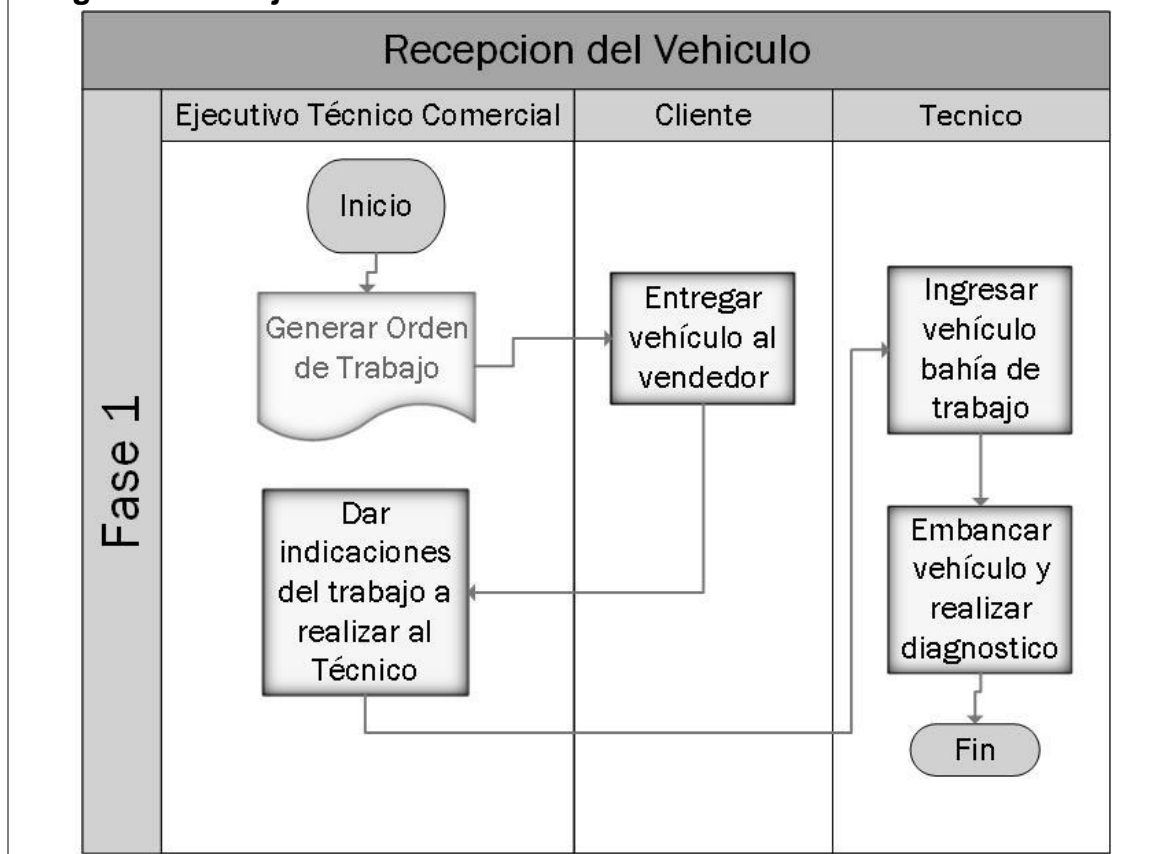 Recepcion del Vehiculo
Ejecutivo Técnico Comercial
Cliente
Tecnico
Fase 1
Inicio
Generar Orden
de Trabajo
Entregar
vehículo al
vendedor
Dar
indicaciones
del trabajo a
realizar al
Técnico
Ingresar
vehículo
bahía de
trabajo
Embancar
vehículo y
realizar
diagnostico
Fin